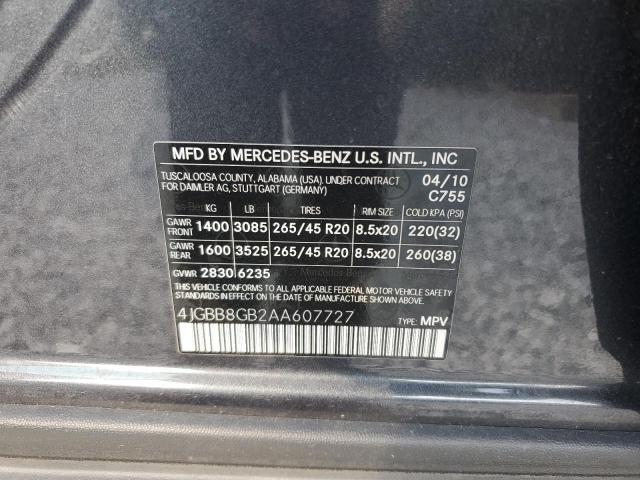 MFD BY MERCEDES-BENZ U.S. INTL., INC
TUSCALOOSA COUNTY, ALABAMA (USA), UNDER CONTRACT
FOR DAIMLER AG, STUTTGART (GERMANY)
04/10
C755
KG LB TIRES RIM SIZE COLD KPA (PSI)
GAWR FRONT 1400 3085 265/45 R20 8.5x20 220(32)
GAWR REAR 1600 3525 265/45 R20 8.5x20 260(38)
GVWR 2830 6235
THIS VEHICLE CONFORMS TO ALL APPLICABLE FEDERAL MOTOR VEHICLE
SAFETY STANDARDS IN EFFECT ON THE DATE OF MANUFACTURE SHOWN ABOVE.
4JGBB8GB2AA607727 TYPE: MPV